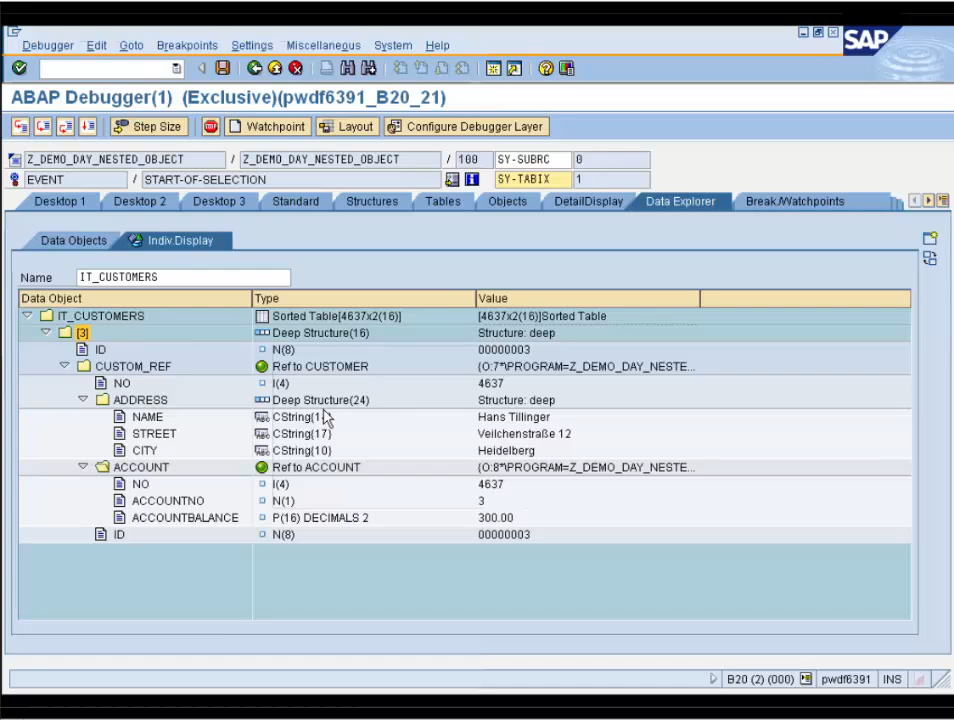 Debugger Edit Goto Breakpoints Settings Miscellaneous System Help
SAP
ABAP Debugger(1) (Exclusive)(pwdf6391_B20_21)
Step Size Watchpoint Layout Configure Debugger Layer
Z_DEMO_DAY_NESTED_OBJECT / Z_DEMO_DAY_NESTED_OBJECT / 100 SY-SUBRC 0
EVENT / START-OF-SELECTION SY-TABIX 1
Desktop 1 Desktop 2 Desktop 3 Standard Structures Tables Objects DetailDisplay Data Explorer Break./Watchpoints
Data Objects Indiv.Display
Name IT_CUSTOMERS
Data Object Type Value
IT_CUSTOMERS Sorted Table[4637x2(16)] [4637x2(16)]Sorted Table
[3] Deep Structure(16) Structure: deep
ID N(8) 00000003
CUSTOM_REF Ref to CUSTOMER {O:7*\PROGRAM=Z_DEMO_DAY_NESTE...
NO I(4) 4637
ADDRESS Deep Structure(24) Structure: deep
NAME Hans Tillinger
STREET CString(17) Veilchenstraße 12
CITY CString(10) Heidelberg
ACCOUNT Ref to ACCOUNT {O:8*\PROGRAM=Z_DEMO_DAY_NESTE...
NO I(4) 4637
ACCOUNTNO N(1) 3
ACCOUNTBALANCE P(16) DECIMALS 2 300.00
ID N(8) 00000003
B20 (2) (000) pwdf6391 INS